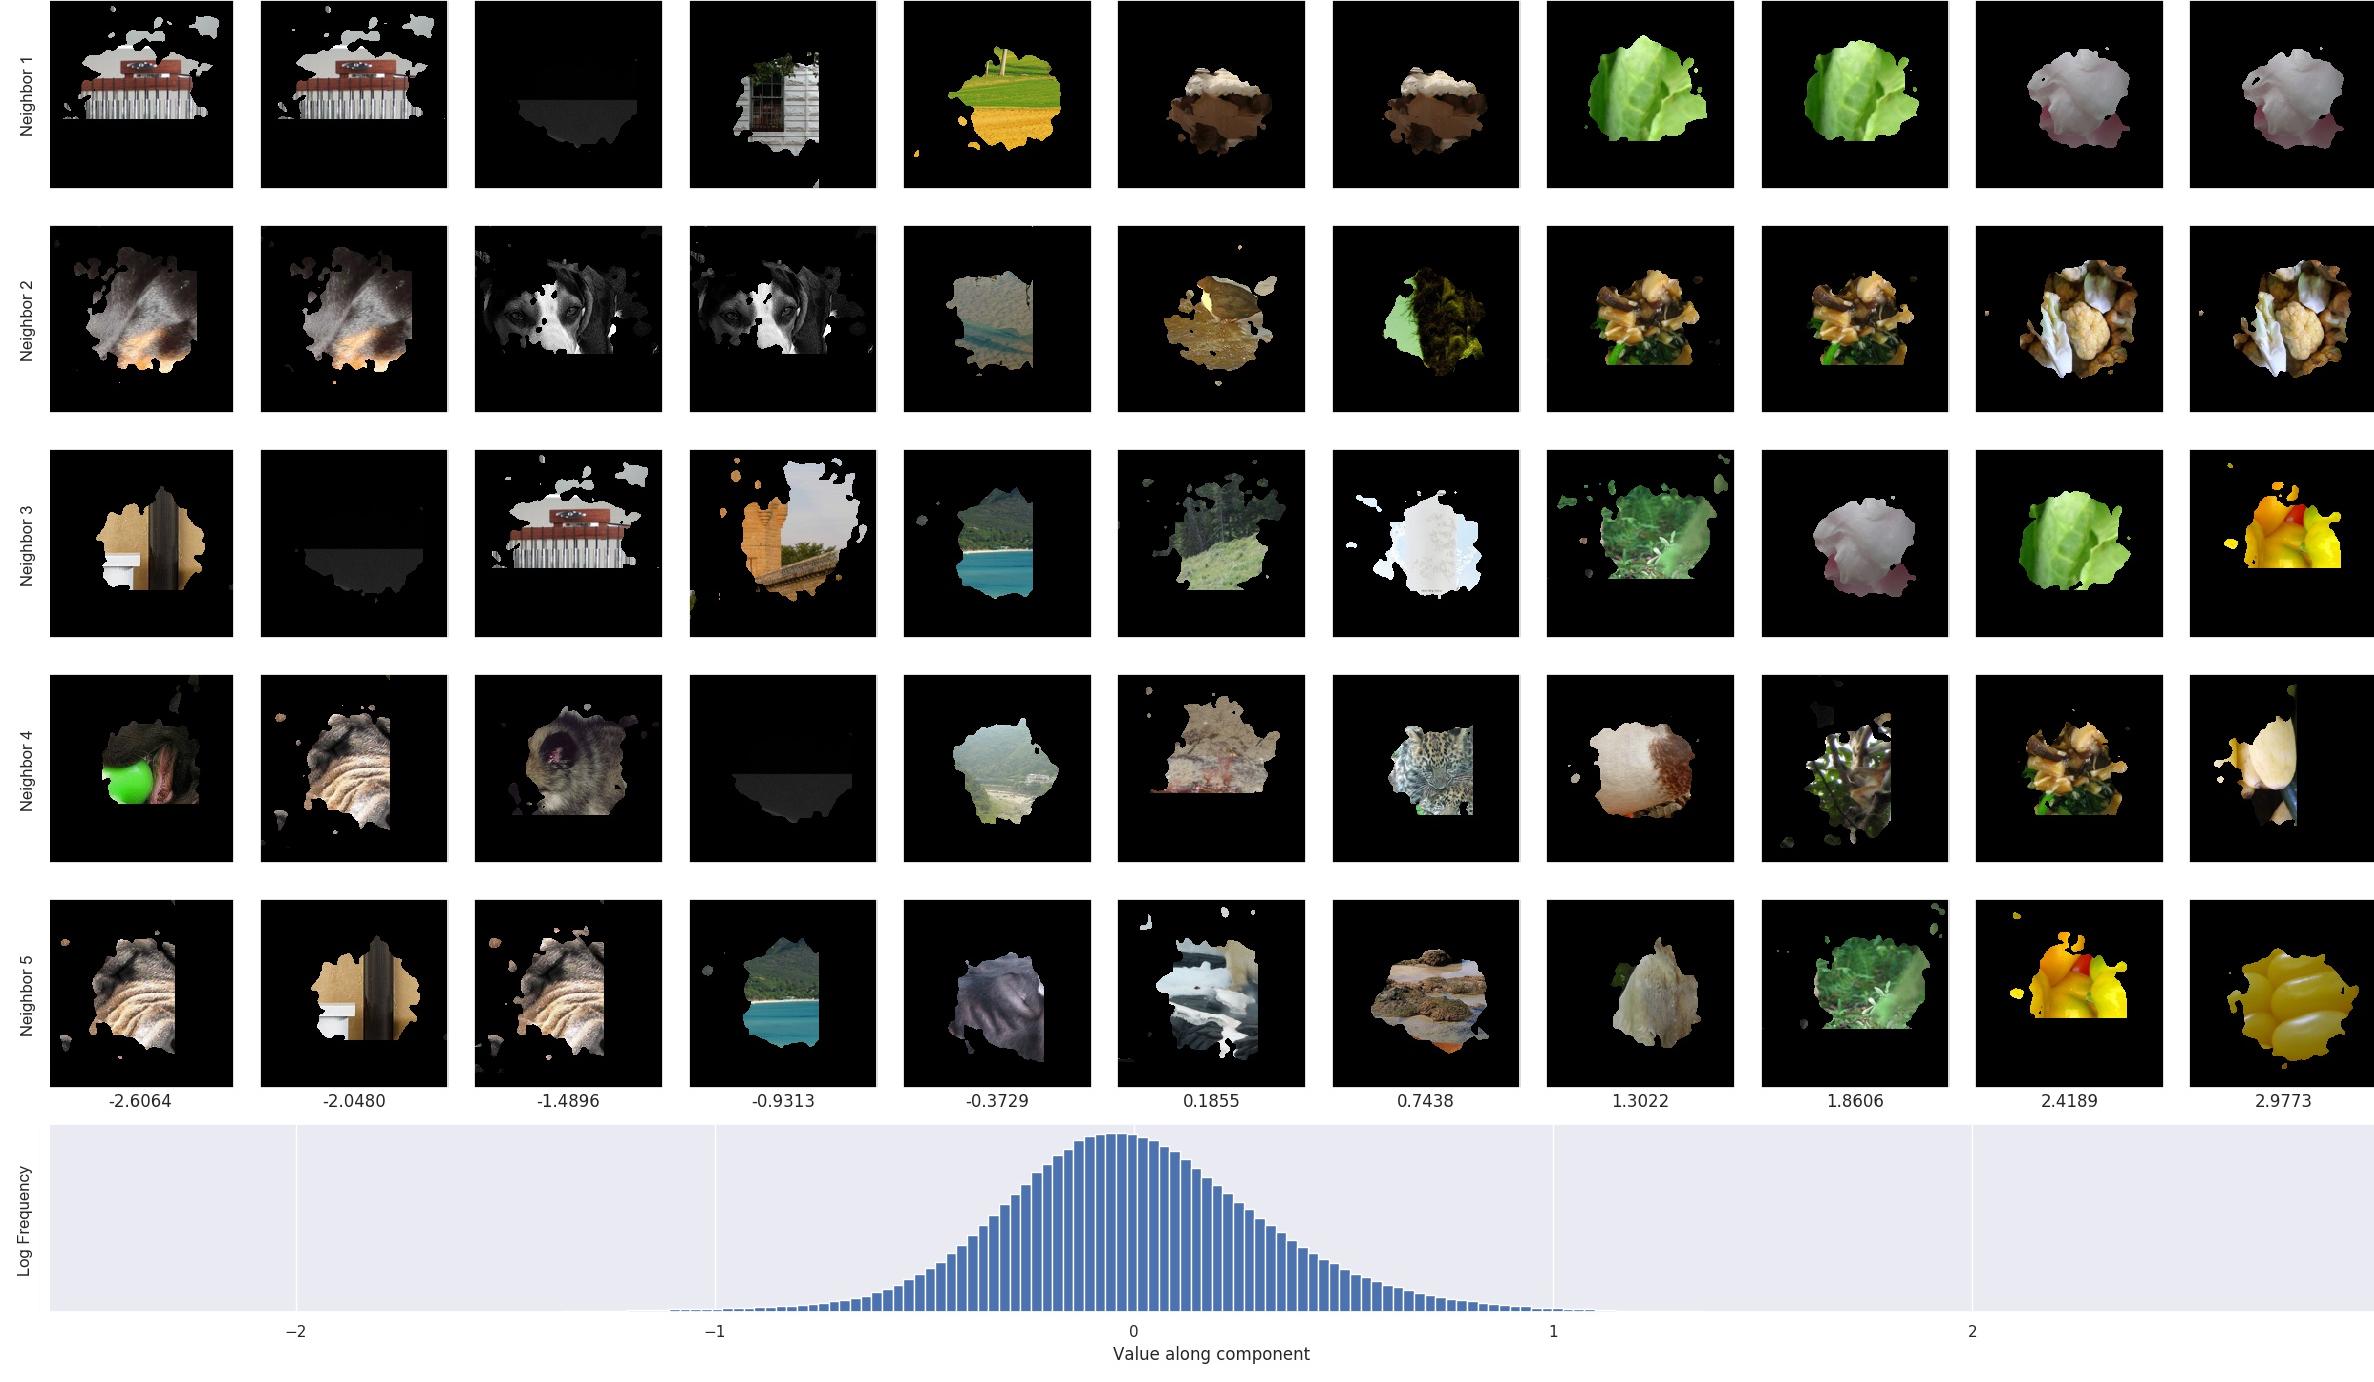 Neighbor 1
Neighbor 2
Neighbor 3
Neighbor 4
Neighbor 5
-2.6064 -2.0480 -1.4896 -0.9313 -0.3729 0.1855 0.7438 1.3022 1.8606 2.4189 2.9773
Log Frequency
−2 −1 0 1 2
Value along component